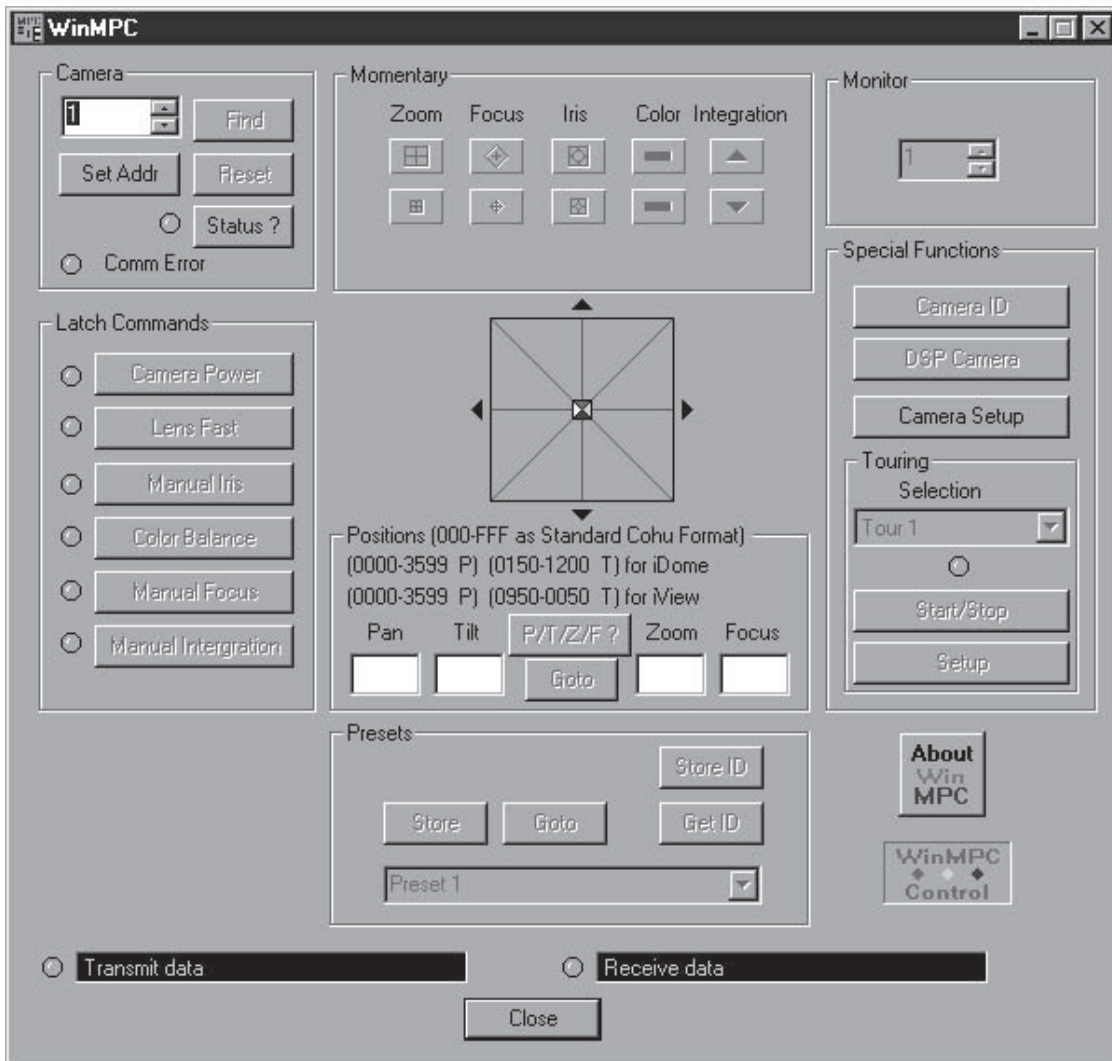 WinMPC
Camera
1
Find
Set Addr
Reset
Status ?
Comm Error
Momentary
Zoom Focus Iris Color Integration
Monitor
1
Latch Commands
Camera Power
Lens Fast
Manual Iris
Color Balance
Manual Focus
Manual Intergration
Positions (000-FFF as Standard Cohu Format)
(0000-3599 P) (0150-1200 T) for iDome
(0000-3599 P) (0950-0050 T) for iView
Pan Tilt P/T/Z/F ? Zoom Focus
Goto
Special Functions
Camera ID
DSP Camera
Camera Setup
Touring
Selection
Tour 1
Start/Stop
Setup
Presets
Store ID
Store Goto Get ID
Preset 1
About
Win
MPC
WinMPC
Control
Transmit data
Receive data
Close